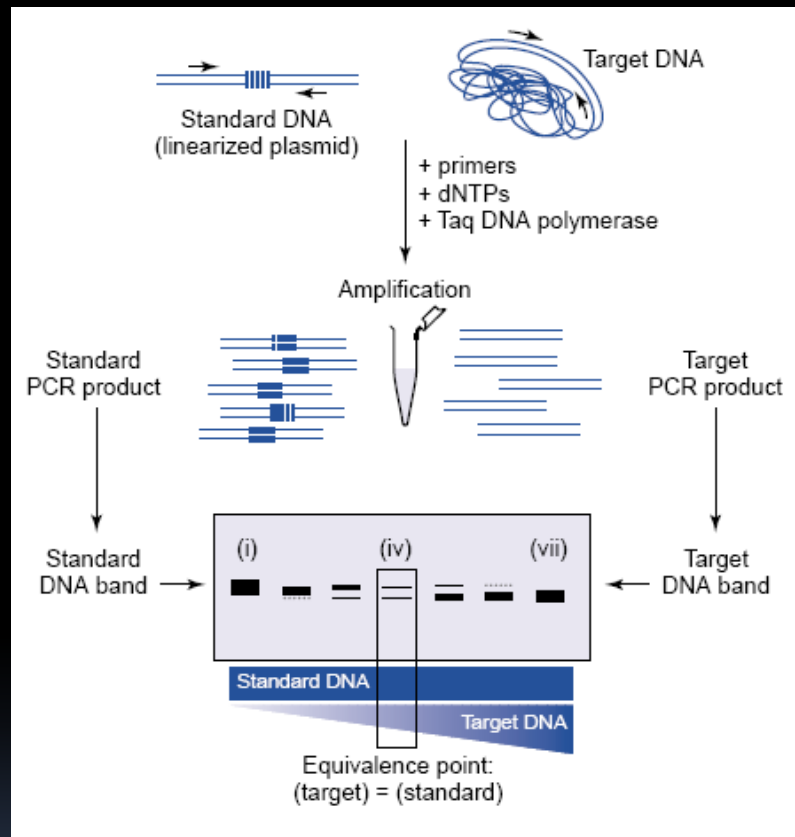 Target DNA
Standard DNA
(linearized plasmid)
+ primers
+ dNTPs
+ Taq DNA polymerase
Amplification
Standard
PCR product
Target
PCR product
(i)
(iv)
(vii)
Standard
DNA band
Target
DNA band
Standard DNA
Target DNA
Equivalence point:
(target) = (standard)